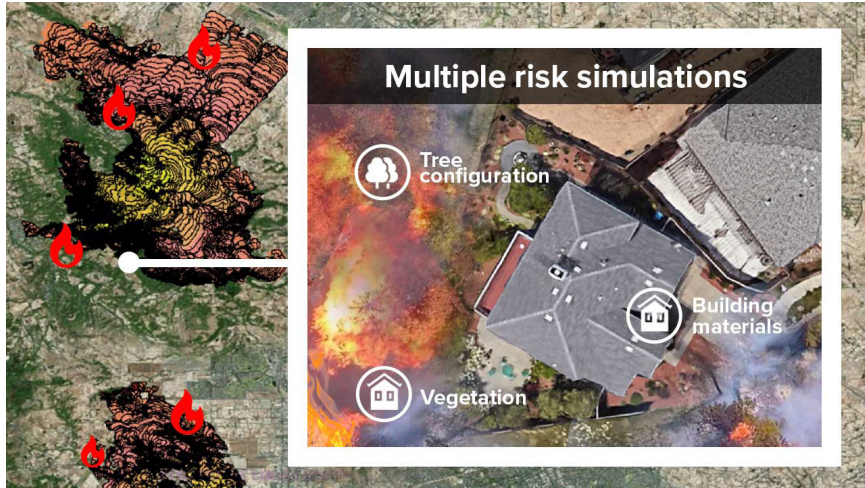 Multiple risk simulations
Tree
configuration
Building
materials
Vegetation